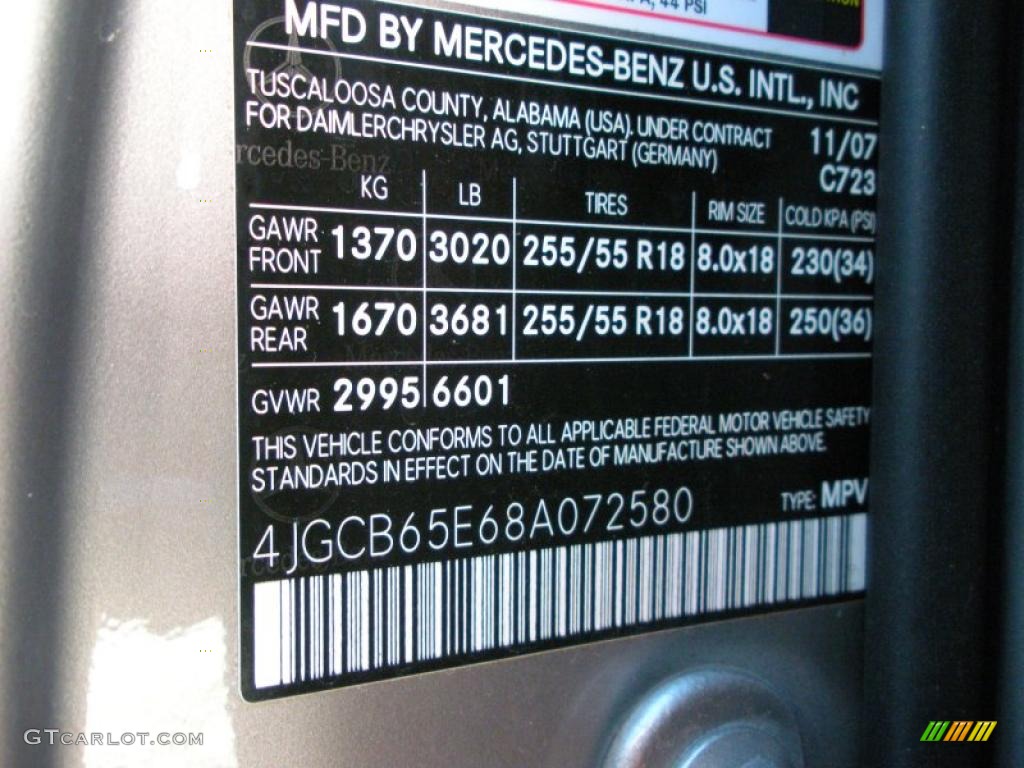 44 PSI
MFD BY MERCEDES-BENZ U.S. INTL., INC
TUSCALOOSA COUNTY, ALABAMA (USA). UNDER CONTRACT
FOR DAIMLERCHRYSLER AG, STUTTGART (GERMANY)
11/07
C723
KG LB TIRES RIM SIZE COLD KPA (PSI)
GAWR
FRONT 1370 3020 255/55 R18 8.0x18 230(34)
GAWR
REAR 1670 3681 255/55 R18 8.0x18 250(36)
GVWR 2995 6601
THIS VEHICLE CONFORMS TO ALL APPLICABLE FEDERAL MOTOR VEHICLE SAFETY
STANDARDS IN EFFECT ON THE DATE OF MANUFACTURE SHOWN ABOVE.
4JGCB65E68A072580 TYPE: MPV
GTCARLOT.COM